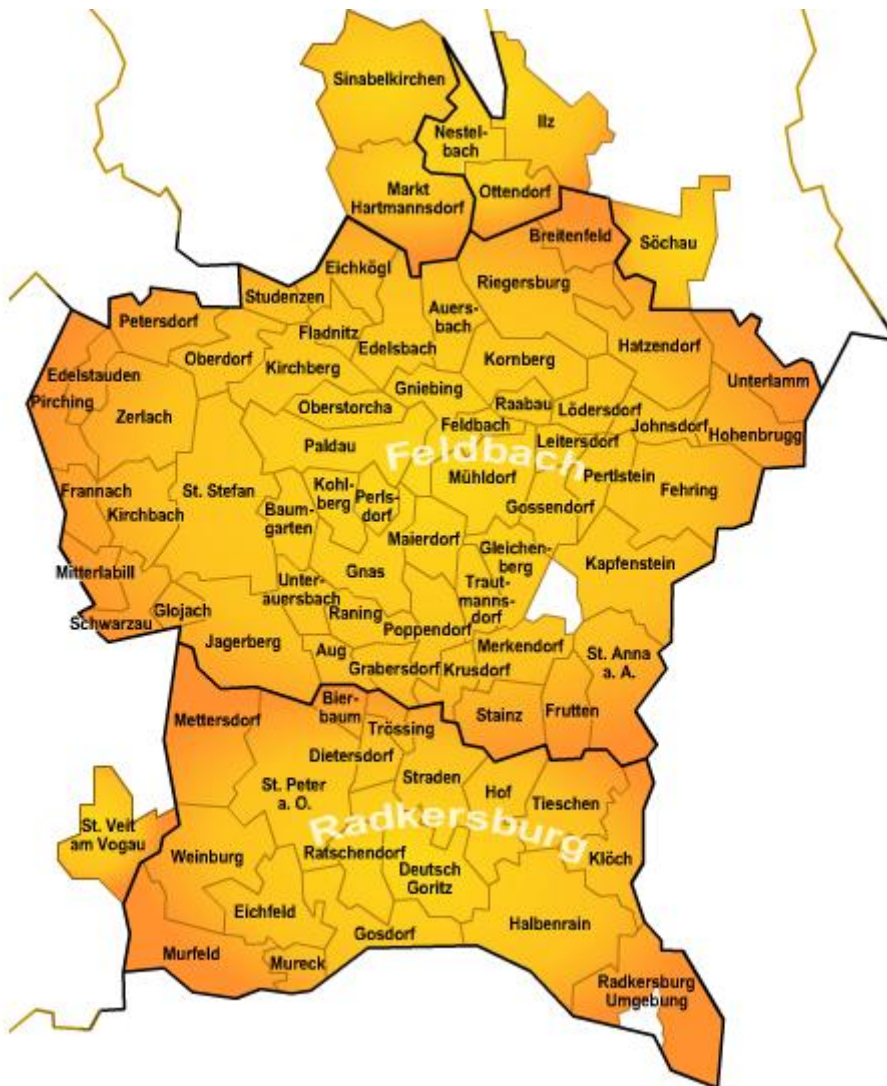 Sinabelkirchen
Ilz
Nestel-
bach
Markt
Hartmannsdorf
Ottendorf
Breitenfeld
Söchau
Eichkögl
Riegersburg
Studenzen
Auers-
bach
Petersdorf
Fladnitz
Hatzendorf
Oberdorf
Edelsbach
Kornberg
Kirchberg
Edelstauden
Unterlamm
Gniebing
Pirching
Raabau
Oberstorcha
Lödersdorf
Zerlach
Feldbach
Johnsdorf
Hohenbrugg
Leitersdorf
Paldau
Feldbach
Mühldorf
Pertlstein
Fehring
Frannach
St. Stefan
Kohl-
berg
Perls-
dorf
Gossendorf
Kirchbach
Baum-
garten
Maierdorf
Gleichen-
berg
Kapfenstein
Mitterlabill
Gnas
Unter-
auersbach
Traut-
manns-
dorf
Glojach
Raning
Schwarzau
Poppendorf
Jagerberg
Merkendorf
St. Anna
a. A.
Aug
Grabersdorf
Krusdorf
Bier-
baum
Stainz
Frutten
Mettersdorf
Trössing
Dietersdorf
Straden
St. Peter
a. O.
Hof
Tieschen
Radkersburg
St. Veit
am Vogau
Weinburg
Ratschendorf
Klöch
Deutsch
Goritz
Eichfeld
Halbenrain
Gosdorf
Murfeld
Mureck
Radkersburg
Umgebung